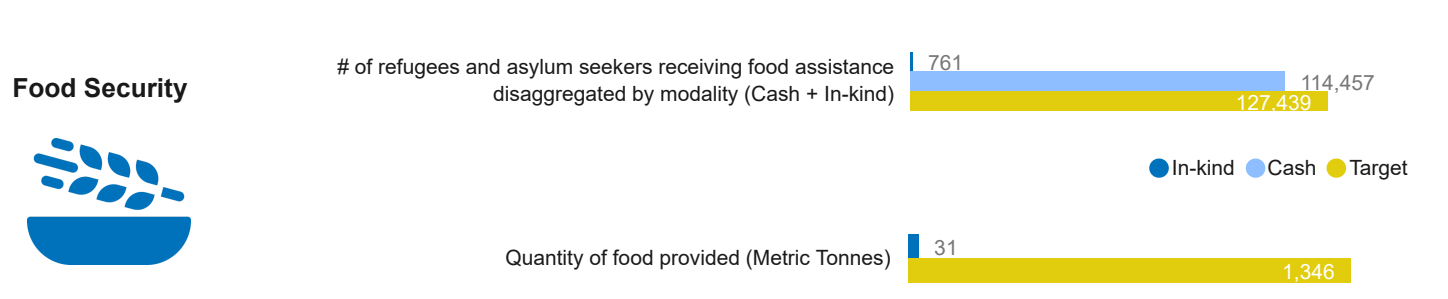 Food Security
# of refugees and asylum seekers receiving food assistance
disaggregated by modality (Cash + In-kind)
761
114,457
127,439
In-kind Cash Target
Quantity of food provided (Metric Tonnes)
31
1,346